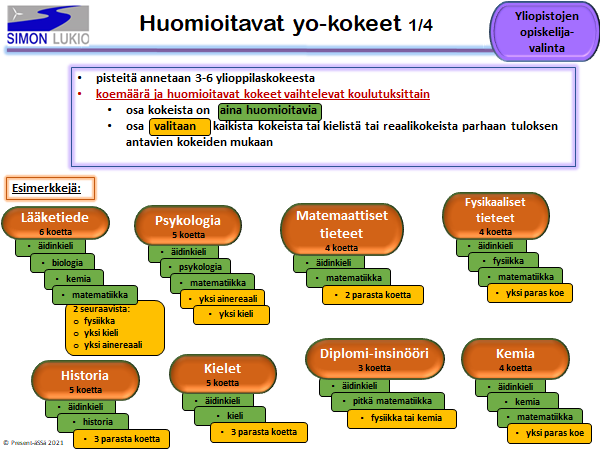 SIMON LUKIO
Huomioitavat yo-kokeet 1/4
Yliopistojen
opiskelija-
valinta
• pisteitä annetaan 3-6 ylioppilaskokeesta
• koemäärä ja huomioitavat kokeet vaihtelevat koulutuksittain
• osa kokeista on aina huomioitavia
• osa valitaan kaikista kokeista tai kielistä tai reaalikokeista parhaan tuloksen
antavien kokeiden mukaan
Esimerkkejä:
Lääketiede
6 koetta
• äidinkieli
• biologia
• kemia
• matematiikka
2 seuraavista:
o fysiikka
o yksi kieli
o yksi ainereaali
Psykologia
5 koetta
• äidinkieli
• psykologia
• matematiikka
• yksi ainereaali
• yksi kieli
Matemaattiset
tieteet
4 koetta
• äidinkieli
• matematiikka
• 2 parasta koetta
Fysikaaliset
tieteet
4 koetta
• äidinkieli
• fysiikka
• matematiikka
• yksi paras koe
Historia
5 koetta
• äidinkieli
• historia
• 3 parasta koetta
Kielet
5 koetta
• äidinkieli
• kieli
• 3 parasta koetta
Diplomi-insinööri
3 koetta
• äidinkieli
• pitkä matematiikka
• fysiikka tai kemia
Kemia
4 koetta
• äidinkieli
• kemia
• matematiikka
• yksi paras koe
© Present-ässä 2021